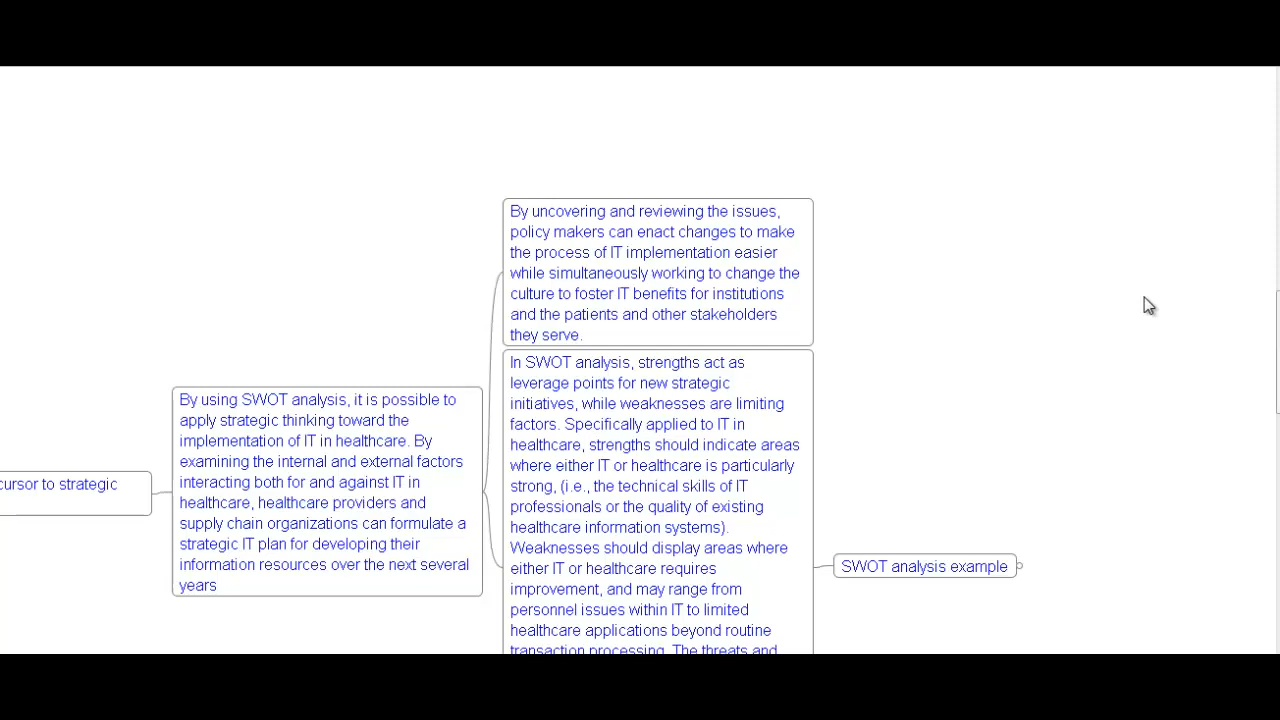 By uncovering and reviewing the issues,
policy makers can enact changes to make
the process of IT implementation easier
while simultaneously working to change the
culture to foster IT benefits for institutions
and the patients and other stakeholders
they serve.
In SWOT analysis, strengths act as
leverage points for new strategic
initiatives, while weaknesses are limiting
factors. Specifically applied to IT in
healthcare, strengths should indicate areas
where either IT or healthcare is particularly
strong, (i.e., the technical skills of IT
professionals or the quality of existing
healthcare information systems).
Weaknesses should display areas where
either IT or healthcare requires
improvement, and may range from
personnel issues within IT to limited
healthcare applications beyond routine
transaction processing. The threats and
By using SWOT analysis, it is possible to
apply strategic thinking toward the
implementation of IT in healthcare. By
examining the internal and external factors
interacting both for and against IT in
healthcare, healthcare providers and
supply chain organizations can formulate a
strategic IT plan for developing their
information resources over the next several
years
cursor to strategic
SWOT analysis example